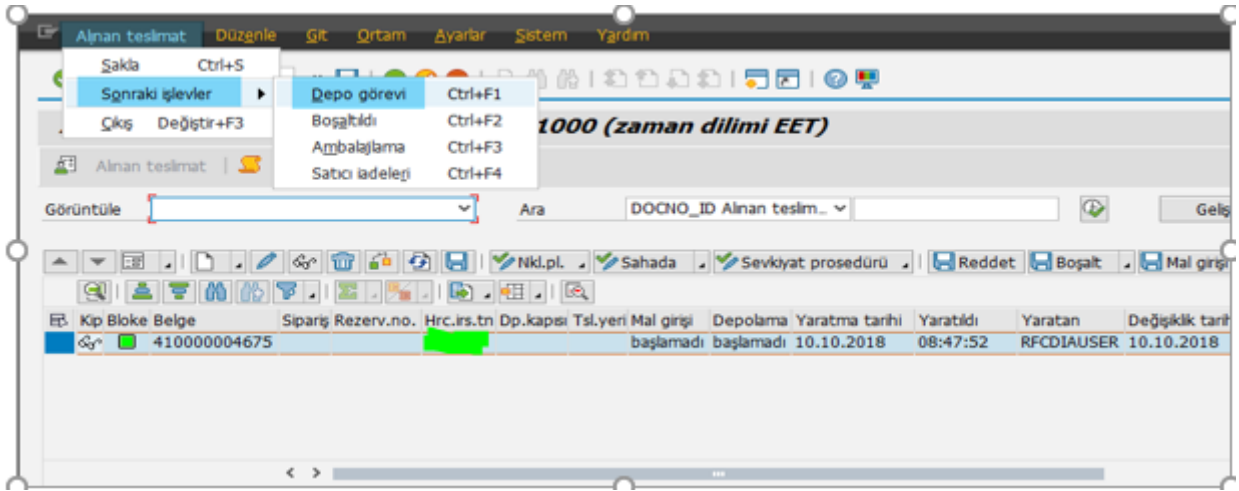 Alınan teslimat Düzenle Git Ortam Ayarlar Sistem Yardım
Sakla Ctrl+S
Sonraki işlevler
Çıkış Değiştir+F3
Depo görevi Ctrl+F1
Boşaltıldı Ctrl+F2
Ambalajlama Ctrl+F3
Satıcı iadeleri Ctrl+F4
1000 (zaman dilimi EET)
Alınan teslimat
Görüntüle Ara DOCNO_ID Alınan teslim.. Geliş
Nkl.pl. Sahada Sevkiyat prosedürü Reddet Boşalt Mal girişi
Kip Bloke Belge Sipariş Rezerv.no. Hrc.irs.tn Dp.kapısı Tsl.yeri Mal girişi Depolama Yaratma tarihi Yaratıldı Yaratan Değişiklik tarih
410000004675 başlamadı başlamadı 10.10.2018 08:47:52 RFCDIAUSER 10.10.2018